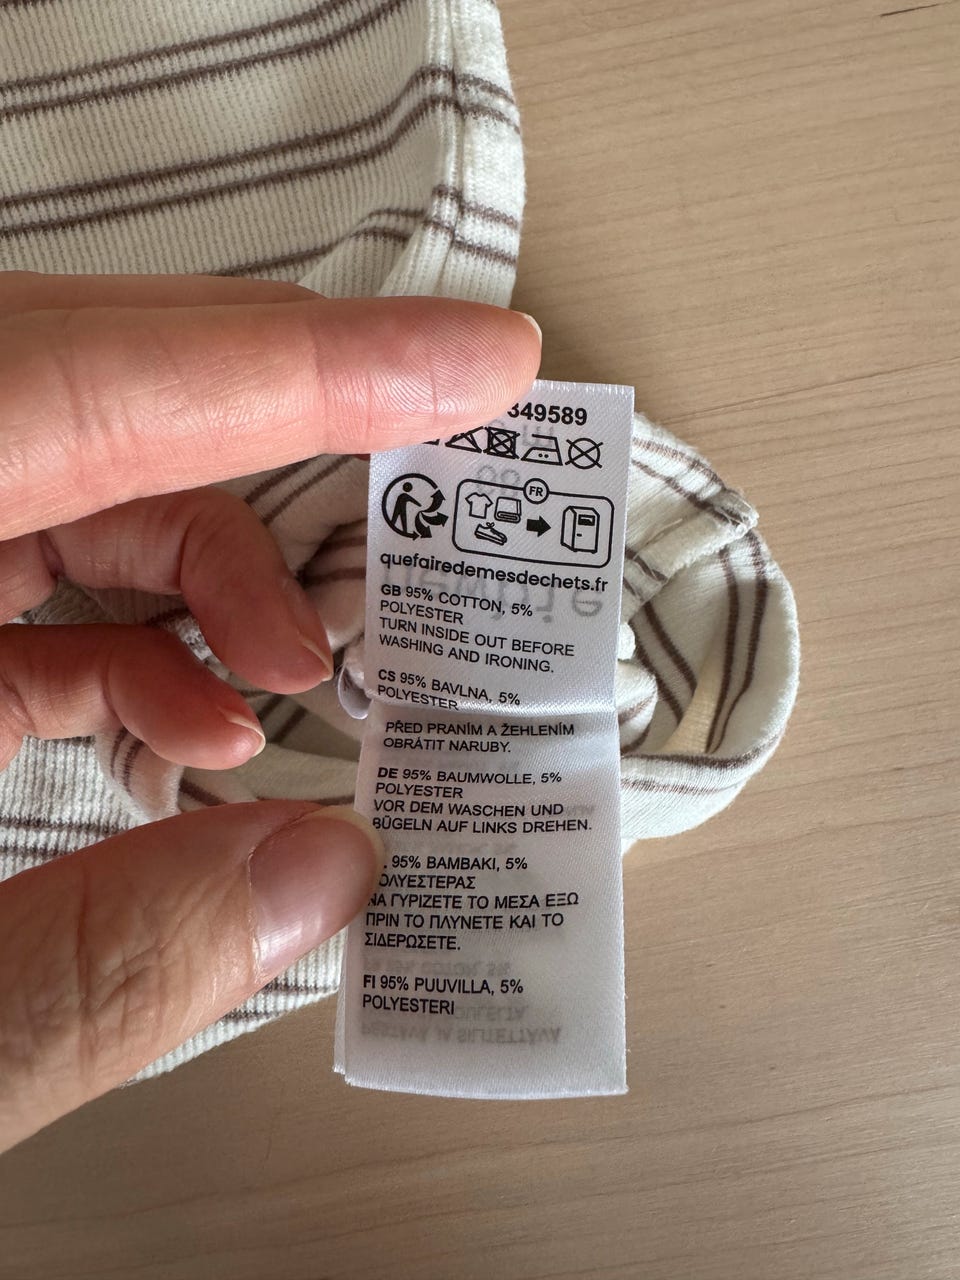 349589
FR
quefairedemesdechets.fr
GB 95% COTTON, 5%
POLYESTER
TURN INSIDE OUT BEFORE
WASHING AND IRONING.
CS 95% BAVLNA, 5%
POLYESTER
PŘED PRANÍM A ŽEHLENÍM
OBRÁTIT NARUBY.
DE 95% BAUMWOLLE, 5%
POLYESTER
VOR DEM WASCHEN UND
BÜGELN AUF LINKS DREHEN.
95% ΒΑΜΒΑΚΙ, 5%
ΠΟΛΥΕΣΤΕΡΑΣ
ΝΑ ΓΥΡΙΖΕΤΕ ΤΟ ΜΕΣΑ ΕΞΩ
ΠΡΙΝ ΤΟ ΠΛΥΝΕΤΕ ΚΑΙ ΤΟ
ΣΙΔΕΡΩΣΕΤΕ.
FI 95% PUUVILLA, 5%
POLYESTERI